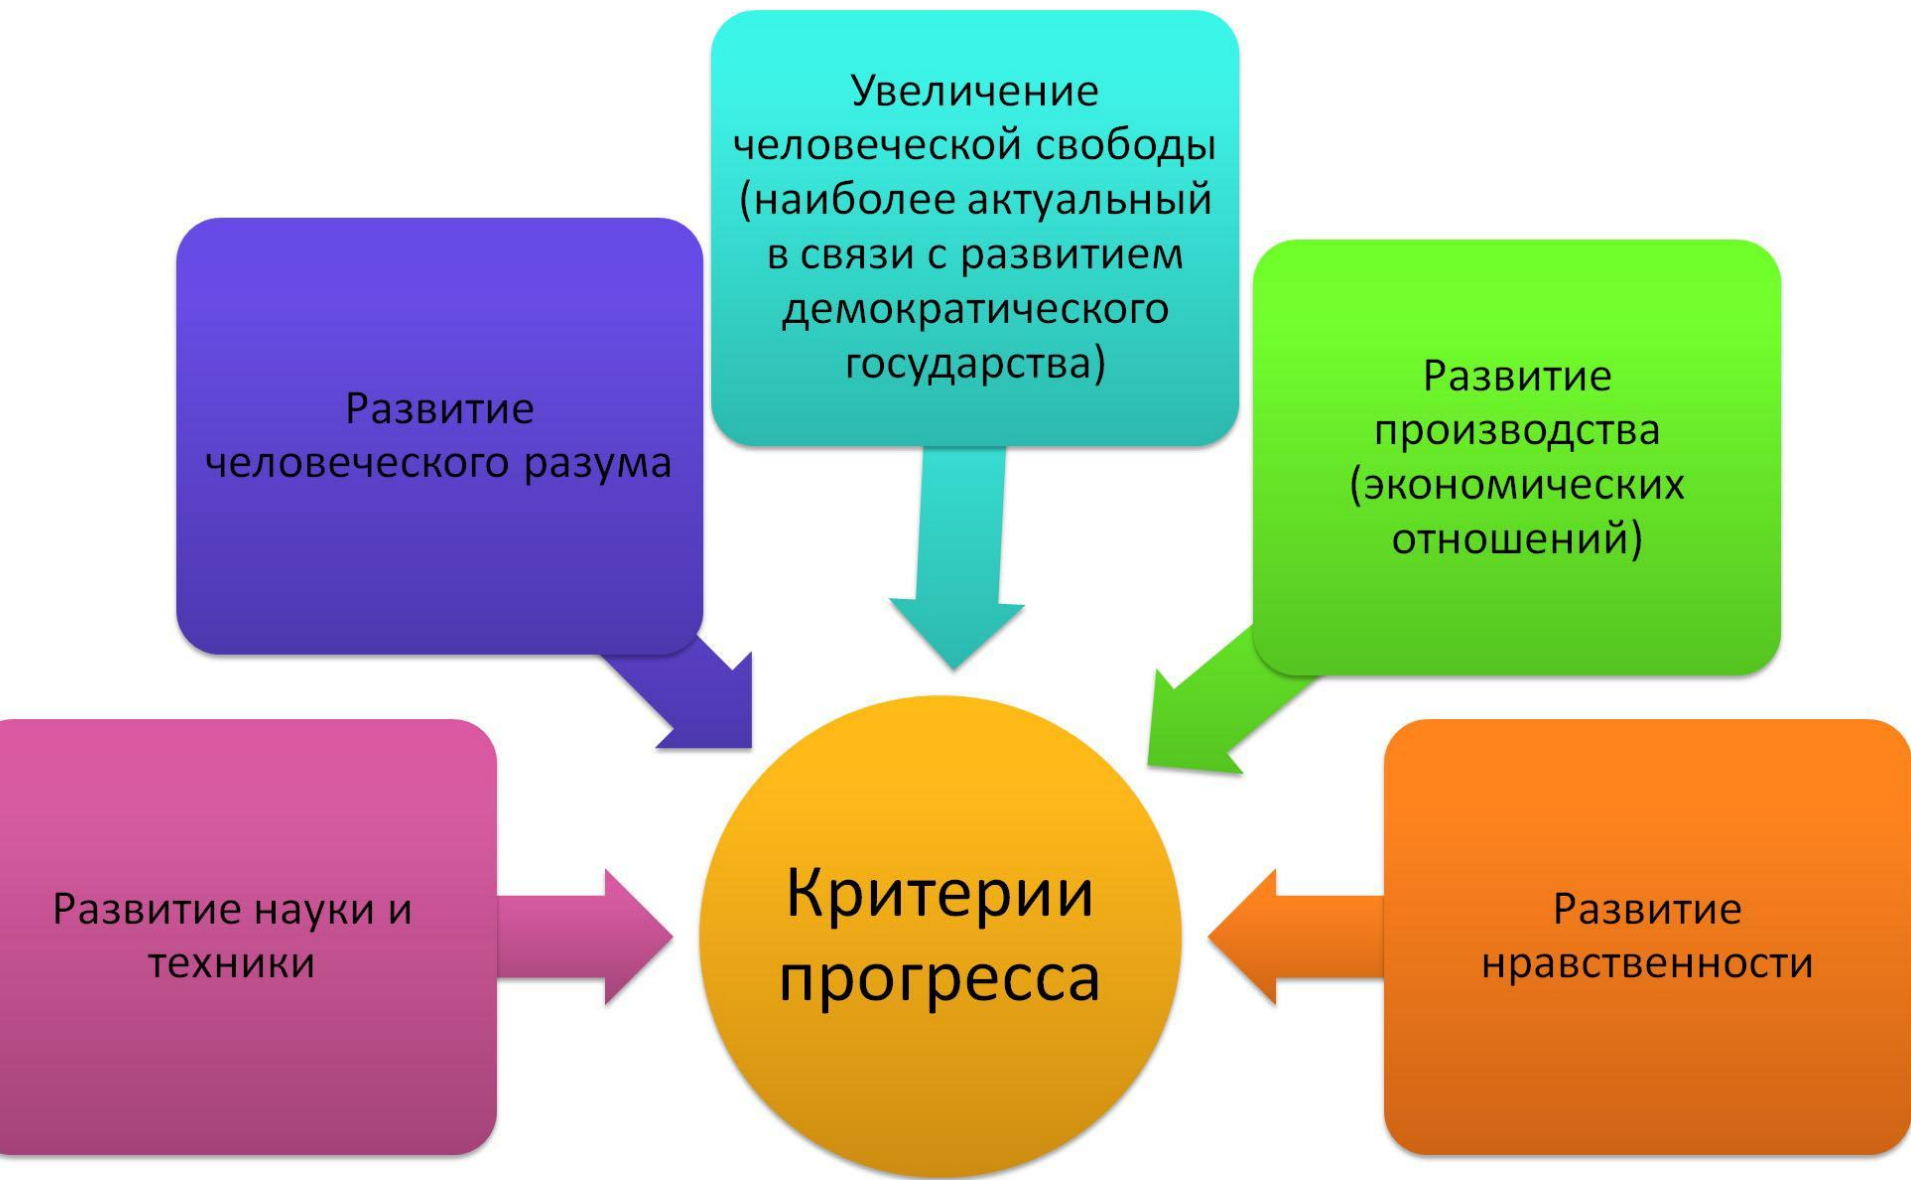 Увеличение
человеческой свободы
(наиболее актуальный
в связи с развитием
демократического
государства)
Развитие
человеческого разума
Развитие
производства
(экономических
отношений)
Развитие науки и
техники
Критерии
прогресса
Развитие
нравственности